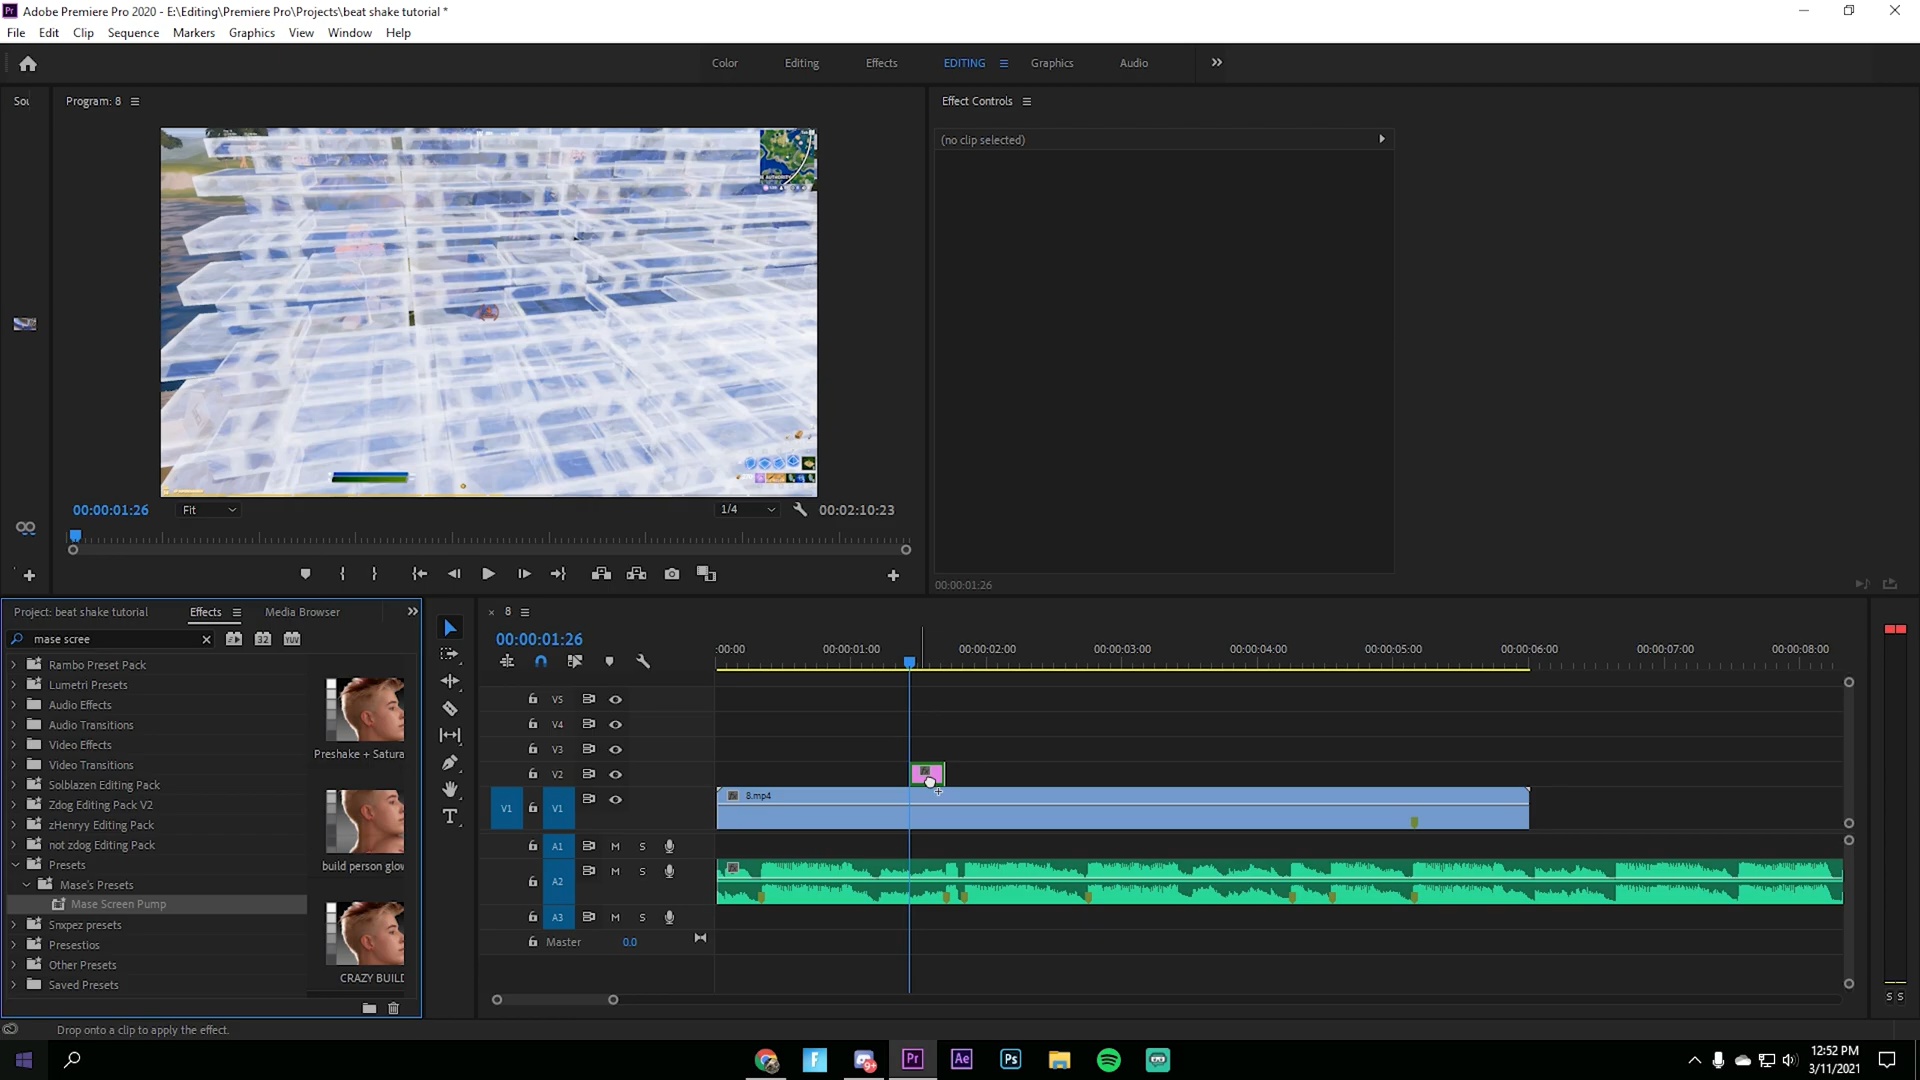 Adobe Premiere Pro 2020 - E:\Editing\Premiere Pro\Projects\beat shake tutorial *
File Edit Clip Sequence Markers Graphics View Window Help
Color Editing Effects EDITING Graphics Audio
Program: 8
Effect Controls
(no clip selected)
00:00:01:26 Fit 1/4 00:02:10:23
00:00:01:26
Project: beat shake tutorial Effects Media Browser
mase scree
Rambo Preset Pack
Lumetri Presets
Audio Effects
Audio Transitions
Video Effects
Video Transitions
Solblazen Editing Pack
Zdog Editing Pack V2
zHenryy Editing Pack
not zdog Editing Pack
Presets
Mase's Presets
Mase Screen Pump
Snxpez presets
Presestios
Other Presets
Saved Presets
Preshake + Satura
build person glow
CRAZY BUILD
8
00:00:01:26
:00:00 00:00:01:00 00:00:02:00 00:00:03:00 00:00:04:00 00:00:05:00 00:00:06:00 00:00:07:00 00:00:08:00
V5
V4
V3
V2
V1 V1
8.mp4
A1 M S
A2 M S
A3 M S
Master 0.0
S S
Drop onto a clip to apply the effect.
F 9+ Pr Ae Ps
12:52 PM
3/11/2021